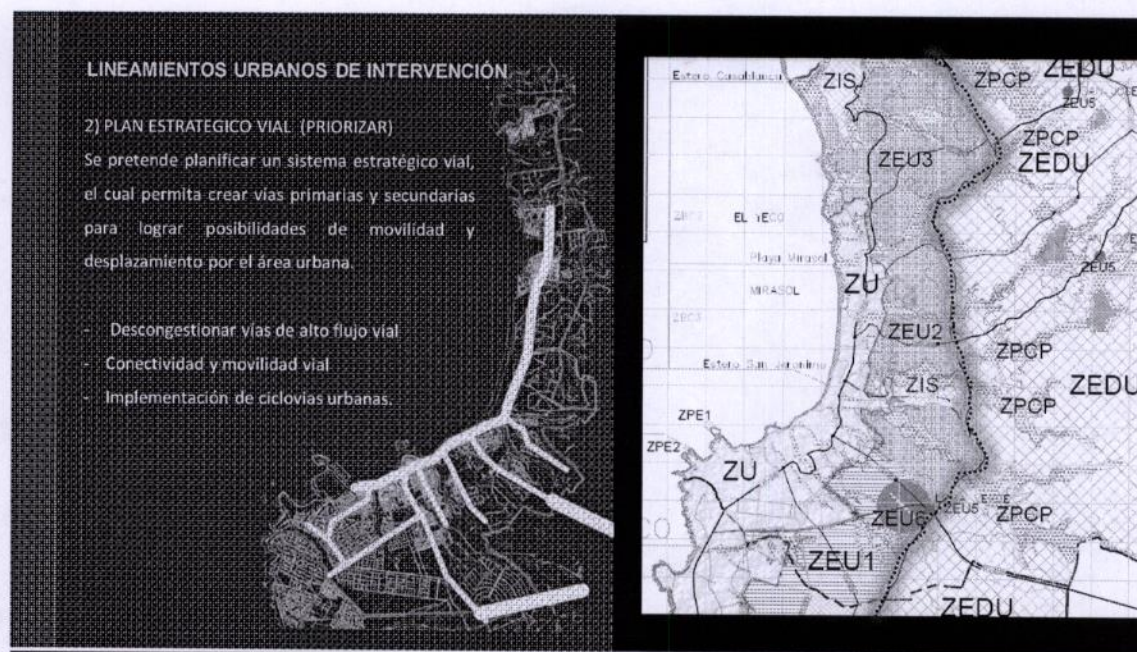 LINEAMIENTOS URBANOS DE INTERVENCIÓN
2) PLAN ESTRATEGICO VIAL (PRIORIZAR)
Se pretende planificar un sistema estratégico vial,
el cual permita crear vías primarias y secundarias
para lograr posibilidades de movilidad y
desplazamiento por el área urbana.
- Descongestionar vías de alto flujo vial
- Conectividad y movilidad vial
- Implementación de ciclovias urbanas.
Estero Casablanca
ZIS
ZPCP
ZEDU
ZEU5
ZPCP
ZEDU
ZEU3
EL YECO
Playa Mirasol
ZU
ZEU5
MIRASOL
ZEU2
ZPCP
Estero San Jeronimo
ZIS
ZEDU
ZPCP
ZPE1
ZPE2
ZU
ZEU6
ZEU5
ZPCP
ZEU1
ZEDU